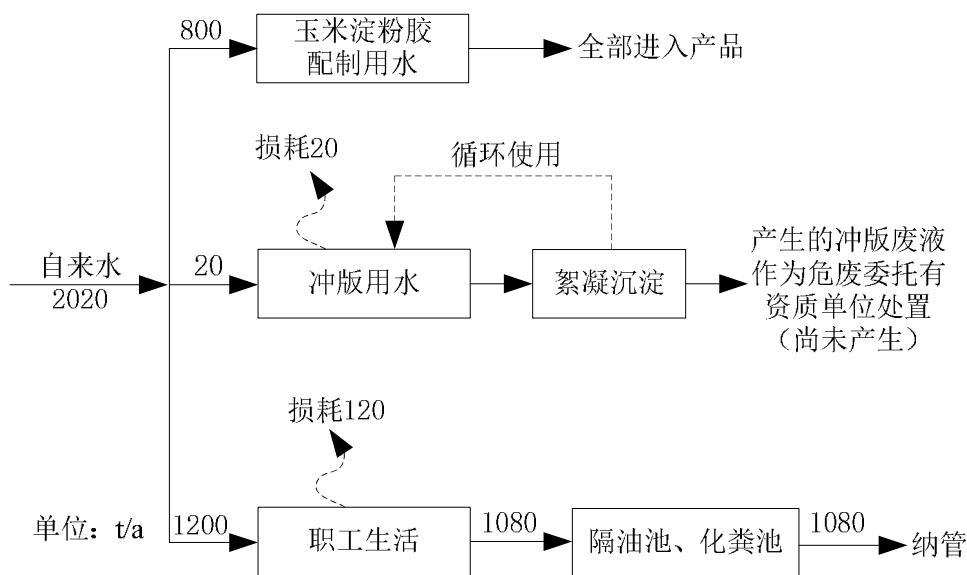 800
玉米淀粉胶
配制用水
全部进入产品
损耗20
循环使用
自来水
2020
20
冲版用水
絮凝沉淀
产生的冲版废液
作为危废委托有
资质单位处置
（尚未产生）
损耗120
单位：t/a
1200
职工生活
1080
隔油池、化粪池
1080
纳管